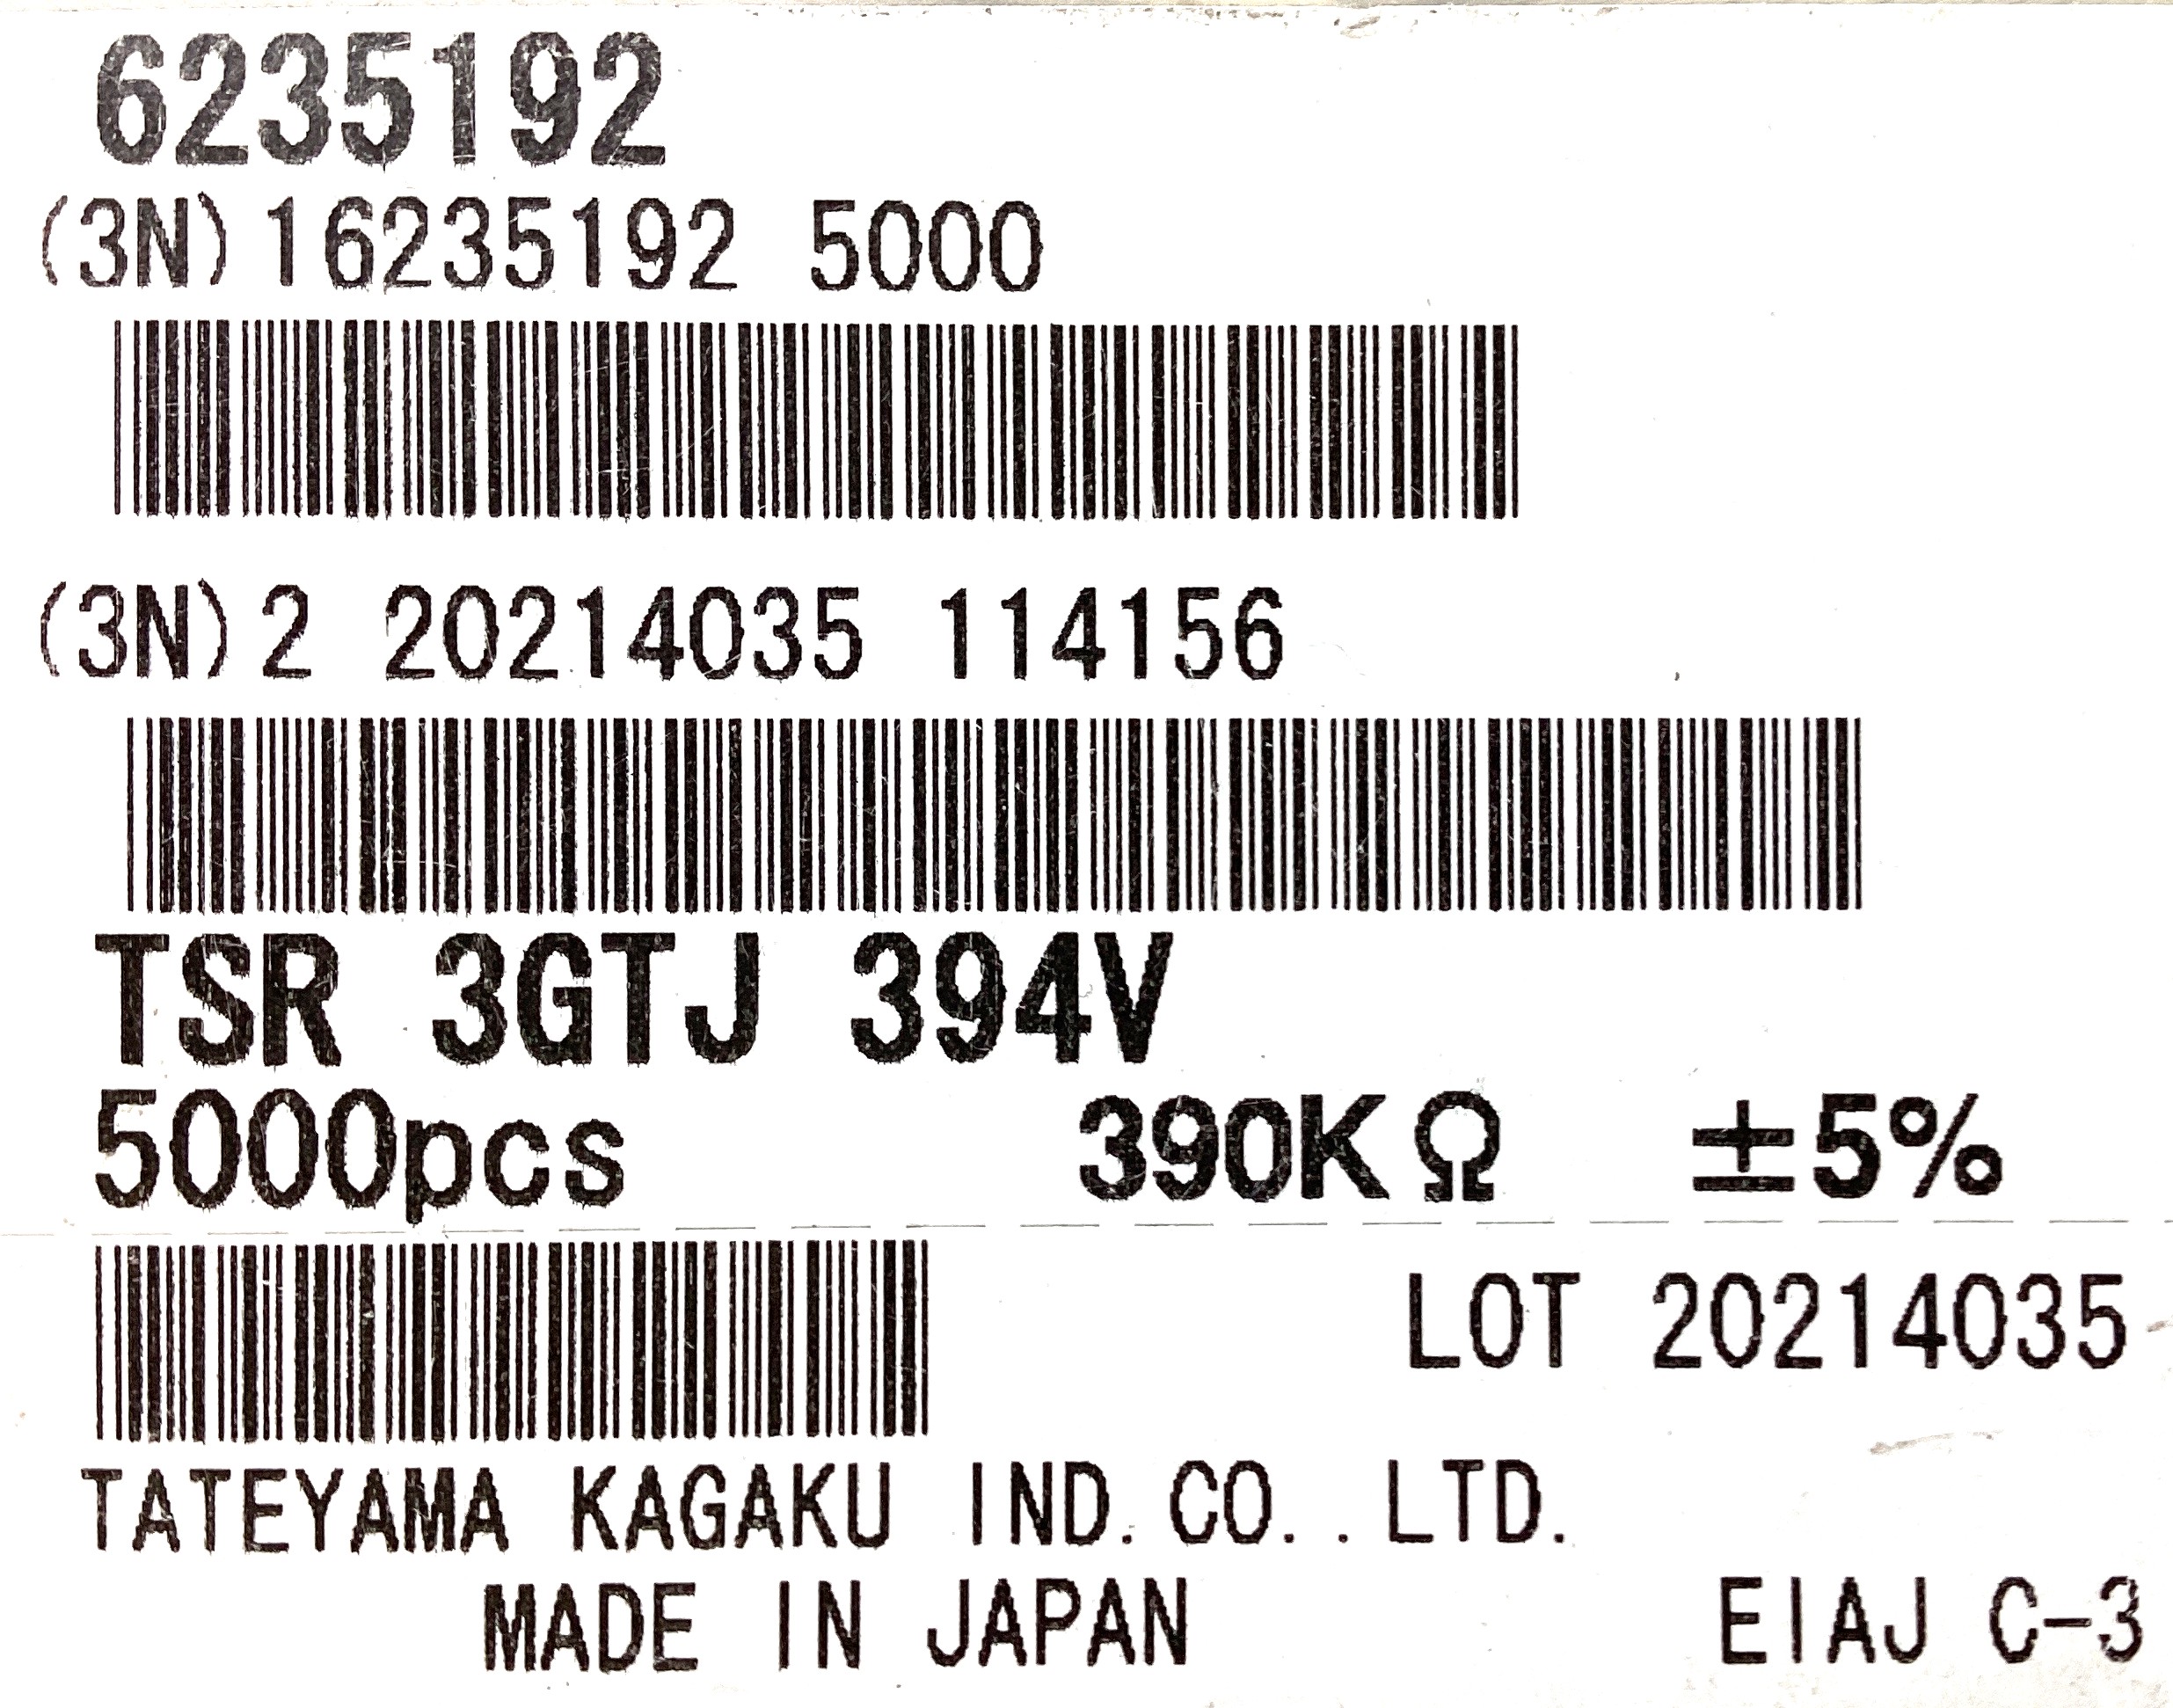 6235192
(3N)16235192 5000
(3N)2 20214035 114156
TSR 3GTJ 394V
5000pcs 390KΩ ±5%
LOT 20214035
TATEYAMA KAGAKU IND.CO..LTD.
MADE IN JAPAN EIAJ C-3